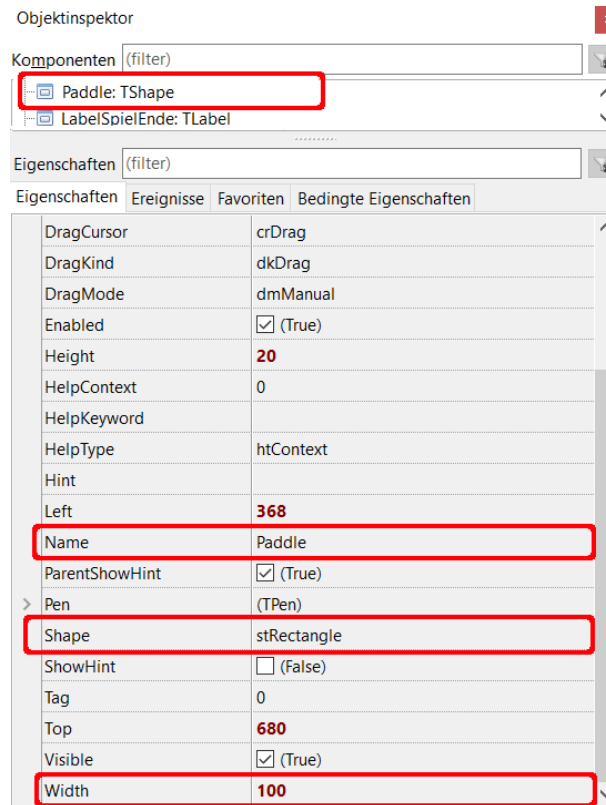 Objektinspektor
Komponenten (filter)
Paddle: TShape
LabelSpielEnde: TLabel
Eigenschaften (filter)
Eigenschaften Ereignisse Favoriten Bedingte Eigenschaften
DragCursor crDrag
DragKind dkDrag
DragMode dmManual
Enabled (True)
Height 20
HelpContext 0
HelpKeyword
HelpType htContext
Hint
Left 368
Name Paddle
ParentShowHint (True)
Pen (TPen)
Shape stRectangle
ShowHint (False)
Tag 0
Top 680
Visible (True)
Width 100